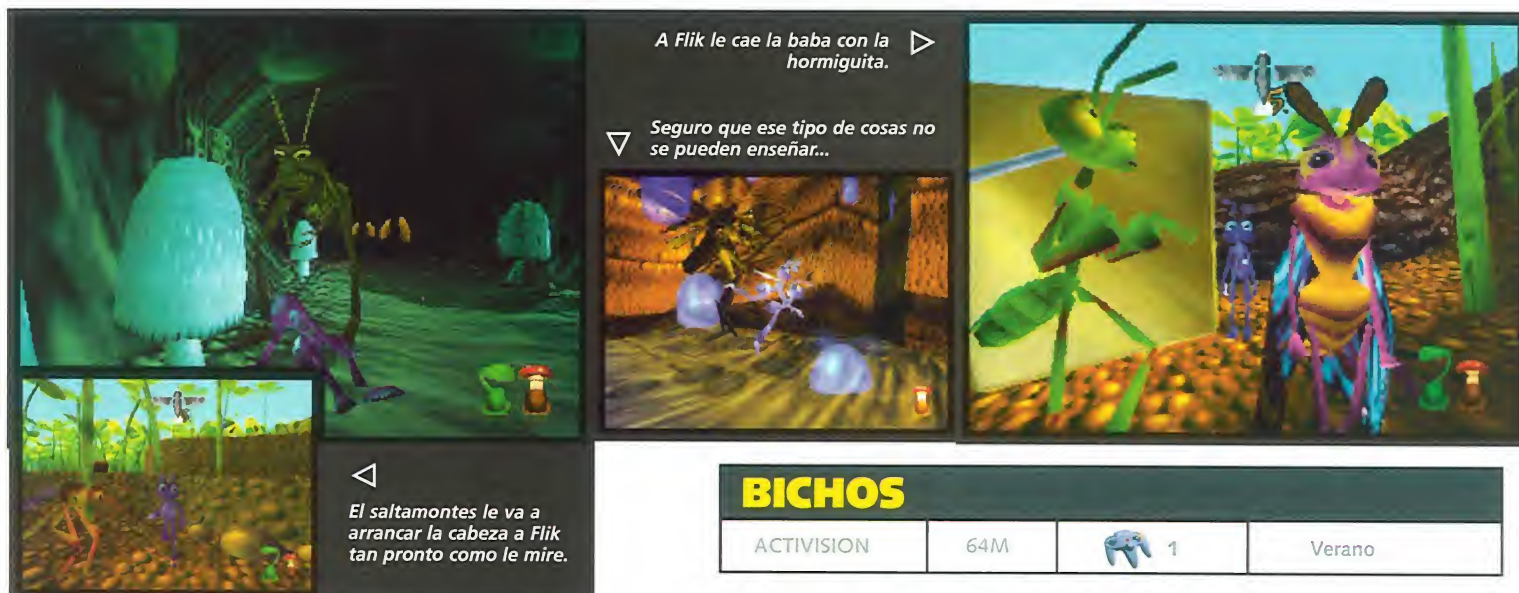 A Flik le cae la baba con la
hormiguita.
Seguro que ese tipo de cosas no
se pueden enseñar...
5
El saltamontes le va a
arrancar la cabeza a Flik
tan pronto como le mire.
BICHOS
ACTIVISION 64M 1 Verano